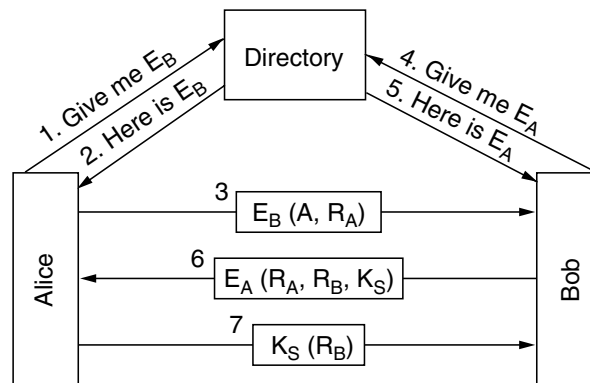 Directory
1. Give me E_B
2. Here is E_B
4. Give me E_A
5. Here is E_A
Alice
Bob
3
E_B (A, R_A)
6
E_A (R_A, R_B, K_S)
7
K_S (R_B)